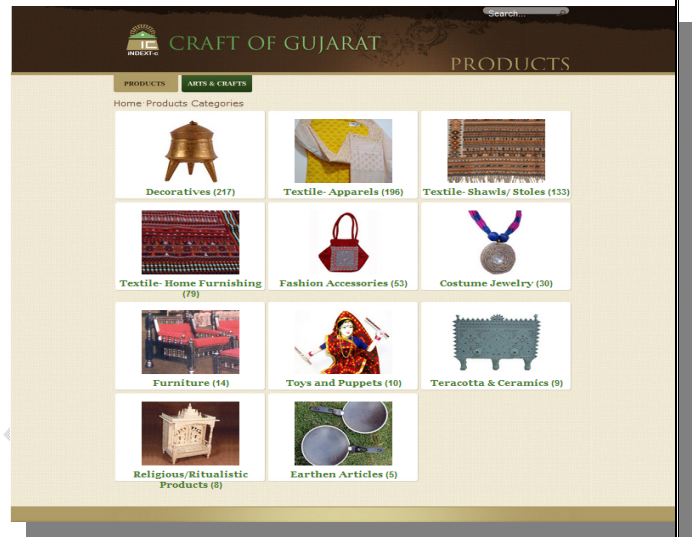 Search...
IC
INDEXT-C
CRAFT OF GUJARAT
PRODUCTS
PRODUCTS
ARTS & CRAFTS
Home Products Categories
Decoratives (217)
Textile- Apparels (196)
Textile- Shawls/ Stoles (133)
Textile- Home Furnishing
(79)
Fashion Accessories (53)
Costume Jewelry (30)
Furniture (14)
Toys and Puppets (10)
Teracotta & Ceramics (9)
Religious/Ritualistic
Products (8)
Earthen Articles (5)